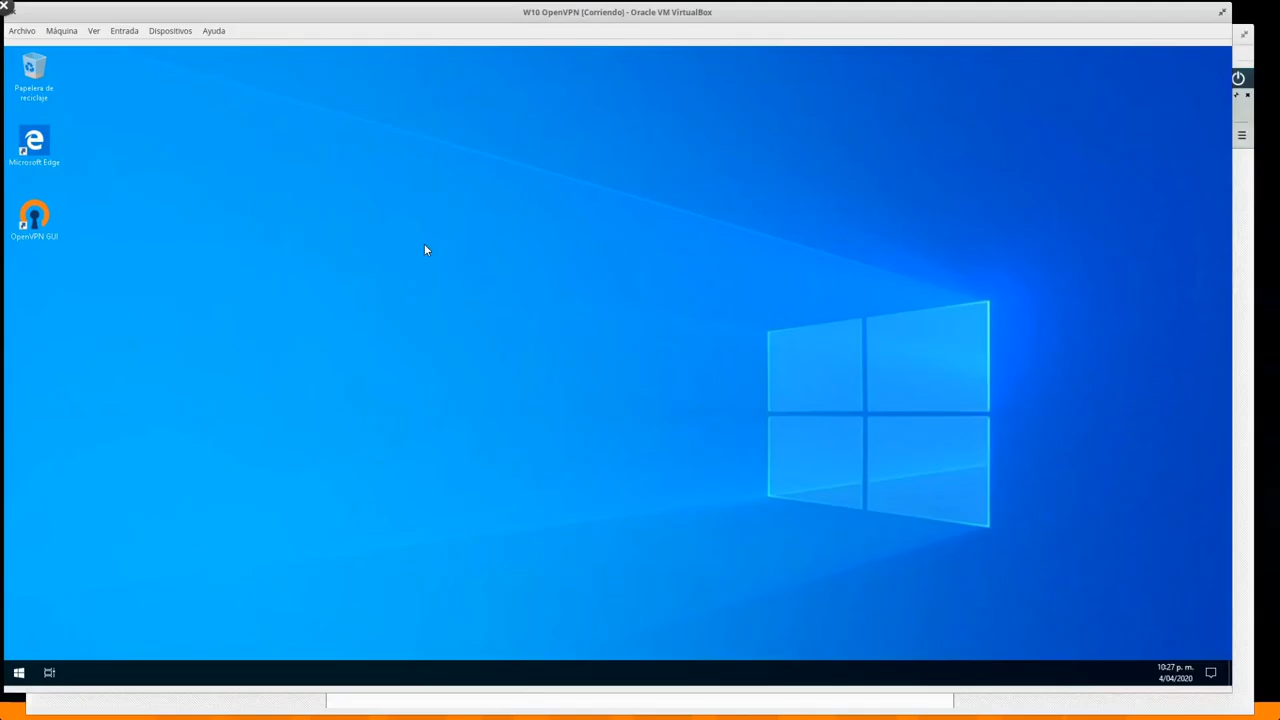 W10 OpenVPN [Corriendo] - Oracle VM VirtualBox
Archivo Máquina Ver Entrada Dispositivos Ayuda
Papelera de
reciclaje
Microsoft Edge
OpenVPN GUI
10:27 p. m.
4/04/2020